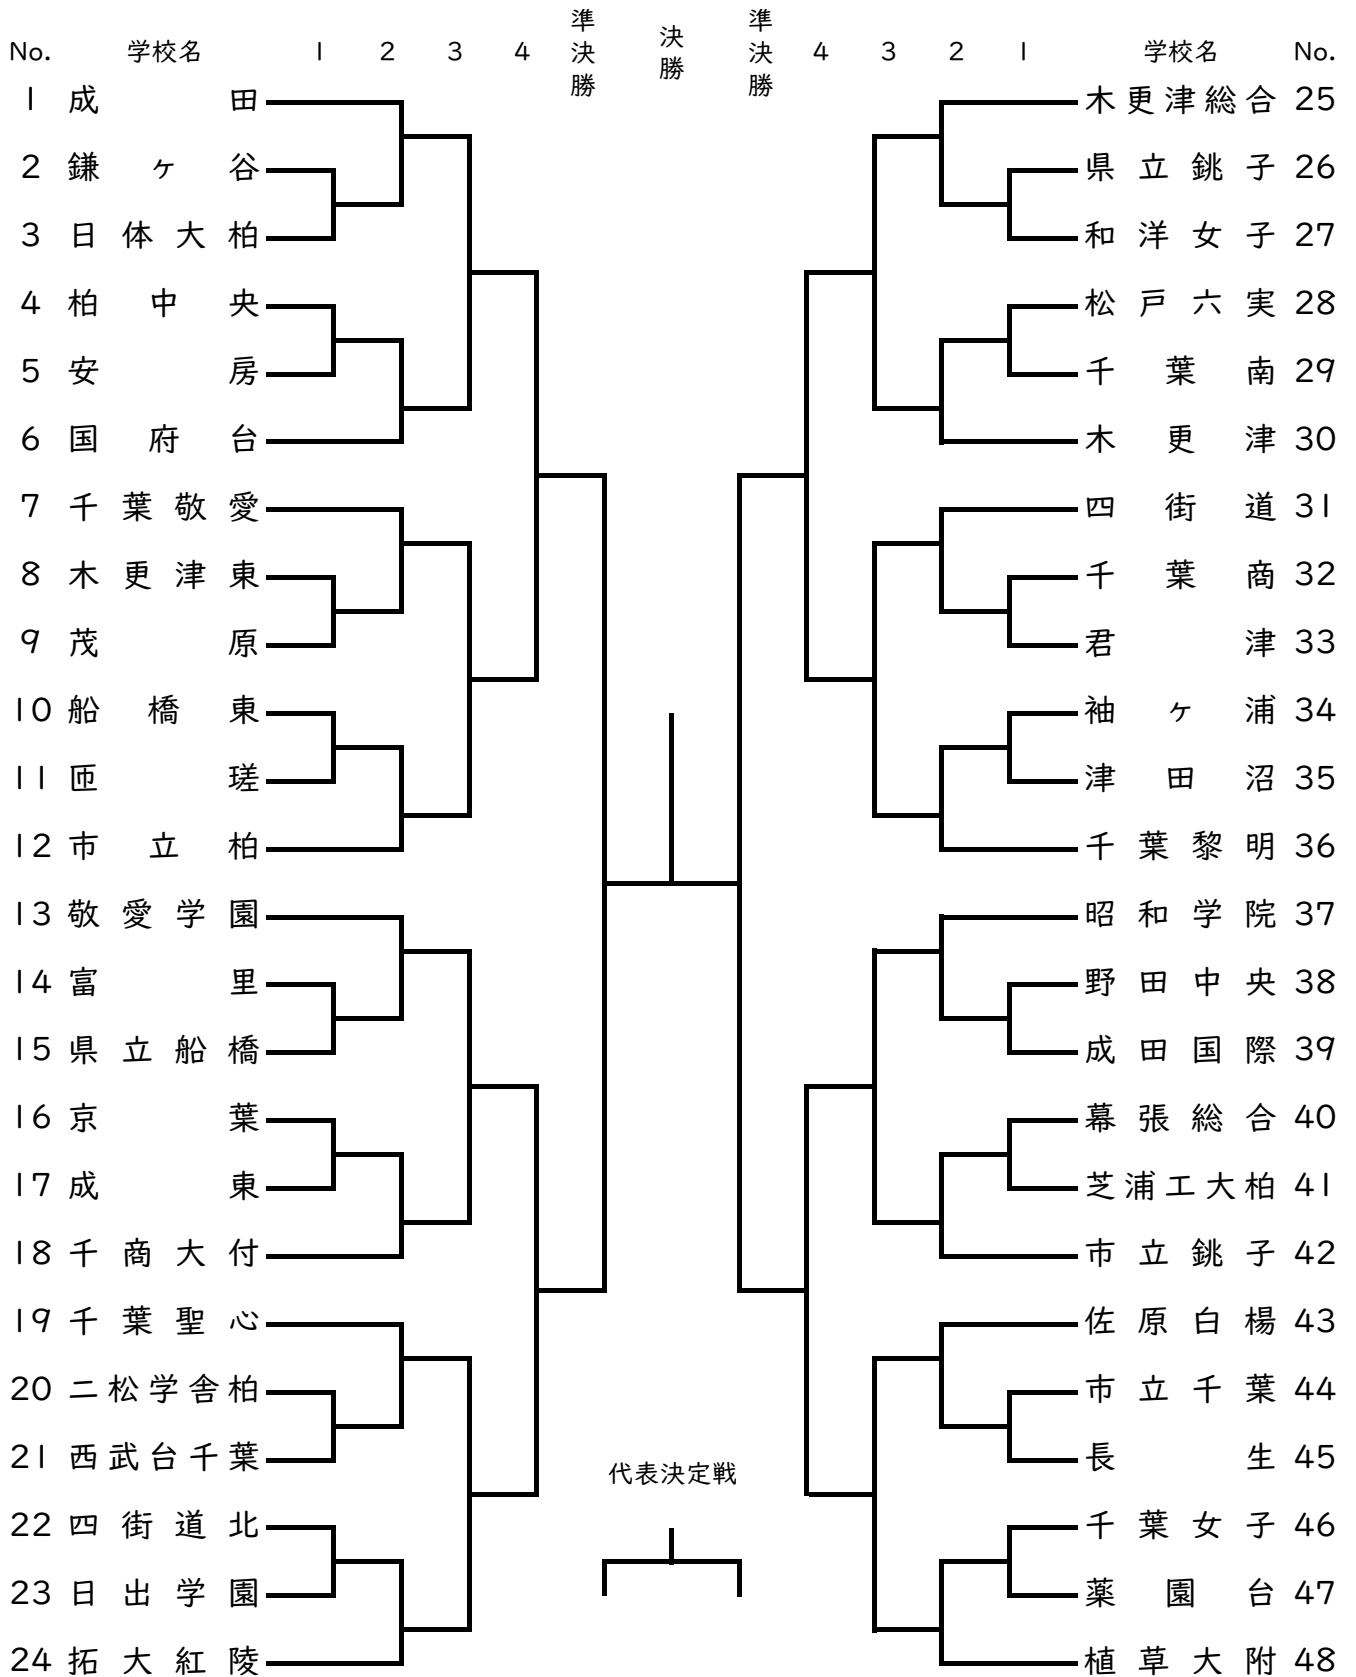 No. 学校名 1 2 3 4 準決勝 決勝 準決勝 4 3 2 1 学校名 No.
1 成田 木更津総合 25
2 鎌ヶ谷 県立銚子 26
3 日体大柏 和洋女子 27
4 柏中央 松戸六実 28
5 安房 千葉南 29
6 国府台 木更津 30
7 千葉敬愛 四街道 31
8 木更津東 千葉商 32
9 茂原 君津 33
10 船橋東 袖ヶ浦 34
11 匝瑳 津田沼 35
12 市立柏 千葉黎明 36
13 敬愛学園 昭和学院 37
14 富里 野田中央 38
15 県立船橋 成田国際 39
16 京葉 幕張総合 40
17 成東 芝浦工大柏 41
18 千商大付 市立銚子 42
19 千葉聖心 佐原白楊 43
20 二松学舎柏 市立千葉 44
21 西武台千葉 長生 45
代表決定戦
22 四街道北 千葉女子 46
23 日出学園 薬園台 47
24 拓大紅陵 植草大附 48